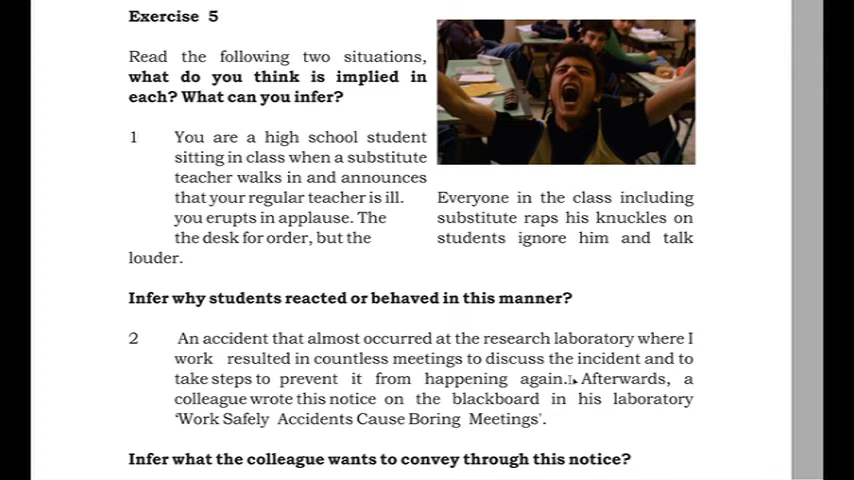 Exercise 5
Read the following two situations,
what do you think is implied in
each? What can you infer?
1 You are a high school student
sitting in class when a substitute
teacher walks in and announces
that your regular teacher is ill. Everyone in the class including
you erupts in applause. The substitute raps his knuckles on
the desk for order, but the students ignore him and talk
louder.
Infer why students reacted or behaved in this manner?
2 An accident that almost occurred at the research laboratory where I
work resulted in countless meetings to discuss the incident and to
take steps to prevent it from happening again. Afterwards, a
colleague wrote this notice on the blackboard in his laboratory
‘Work Safely Accidents Cause Boring Meetings'.
Infer what the colleague wants to convey through this notice?